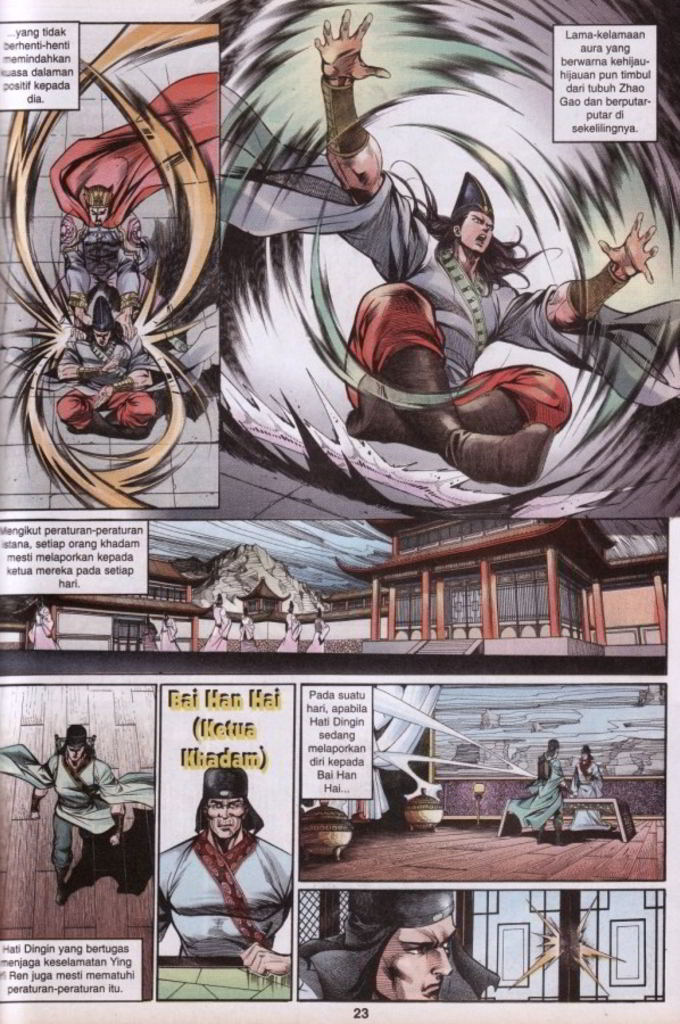 ...yang tidak
berhenti-henti
memindahkan
kuasa dalaman
positif kepada
dia.
Lama-kelamaan
aura yang
berwarna kehijau-
hijauan pun timbul
dari tubuh Zhao
Gao dan berputar-
putar di
sekelilingnya.
Mengikut peraturan-peraturan
istana, setiap orang khadam
mesti melaporkan kepada
ketua mereka pada setiap
hari.
Hati Dingin yang bertugas
menjaga keselamatan Ying
Ren juga mesti mematuhi
peraturan-peraturan itu.
Bai Han Hai
(Ketua
Khadam)
Pada suatu
hari, apabila
Hati Dingin
sedang
melaporkan
diri kepada
Bai Han
Hai...
23